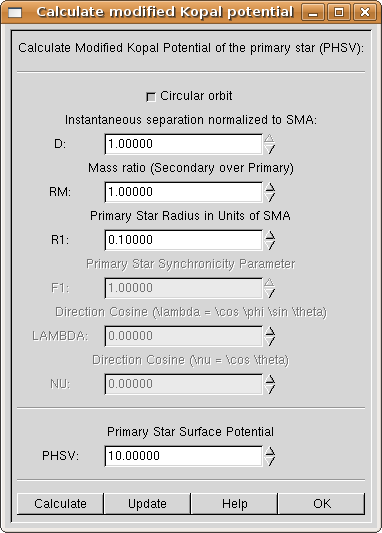 Calculate modified Kopal potential
Calculate Modified Kopal Potential of the primary star (PHSV):
Circular orbit
Instantaneous separation normalized to SMA:
D: 1.00000
Mass ratio (Secondary over Primary)
RM: 1.00000
Primary Star Radius in Units of SMA
R1: 0.10000
Primary Star Synchronicity Parameter
F1: 1.00000
Direction Cosine (\lambda = \cos \phi \sin \theta)
LAMBDA: 0.00000
Direction Cosine (\nu = \cos \theta)
NU: 0.00000
Primary Star Surface Potential
PHSV: 10.00000
Calculate Update Help OK